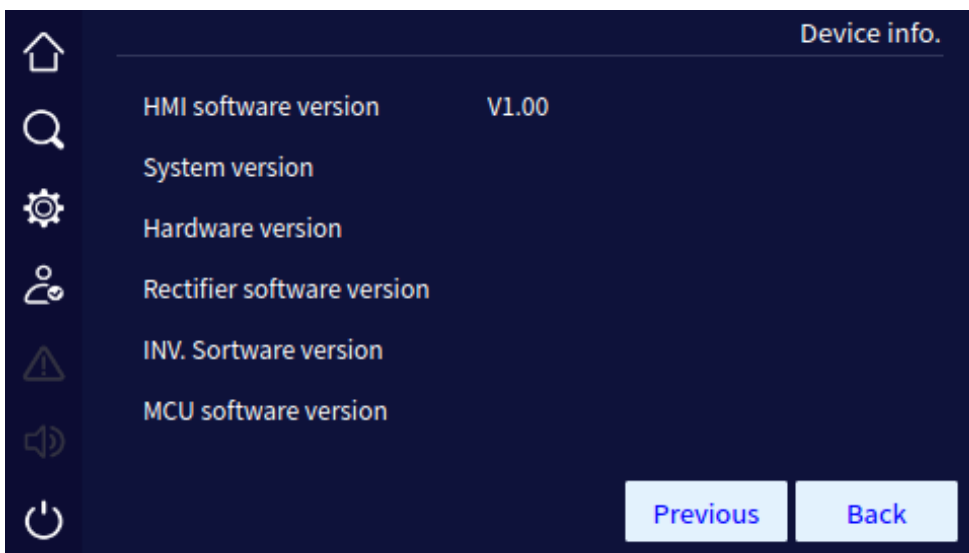 Device info.
HMI software version V1.00
System version
Hardware version
Rectifier software version
INV. Sortware version
MCU software version
Previous Back